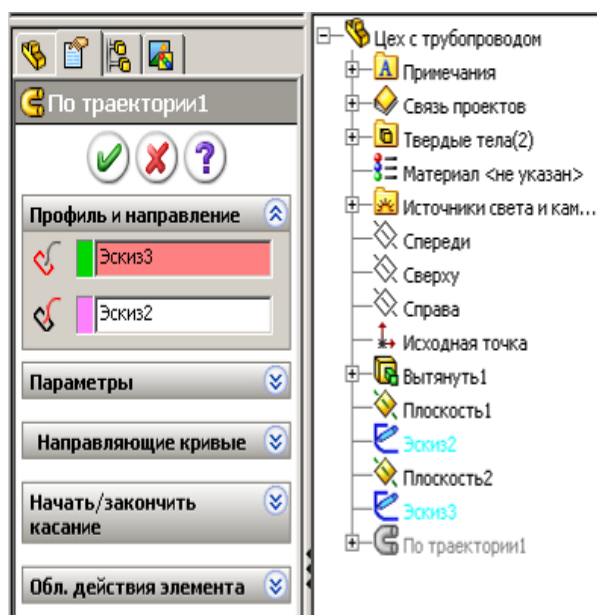 По траектории1
?
Профиль и направление
Эскиз3
Эскиз2
Параметры
Направляющие кривые
Начать/закончить
касание
Обл. действия элемента
Цех с трубопроводом
A Примечания
Связь проектов
Твердые тела(2)
Материал <не указан>
Источники света и кам...
Спереди
Сверху
Справа
Исходная точка
Вытянуть1
Плоскость1
Эскиз2
Плоскость2
Эскиз3
По траектории1